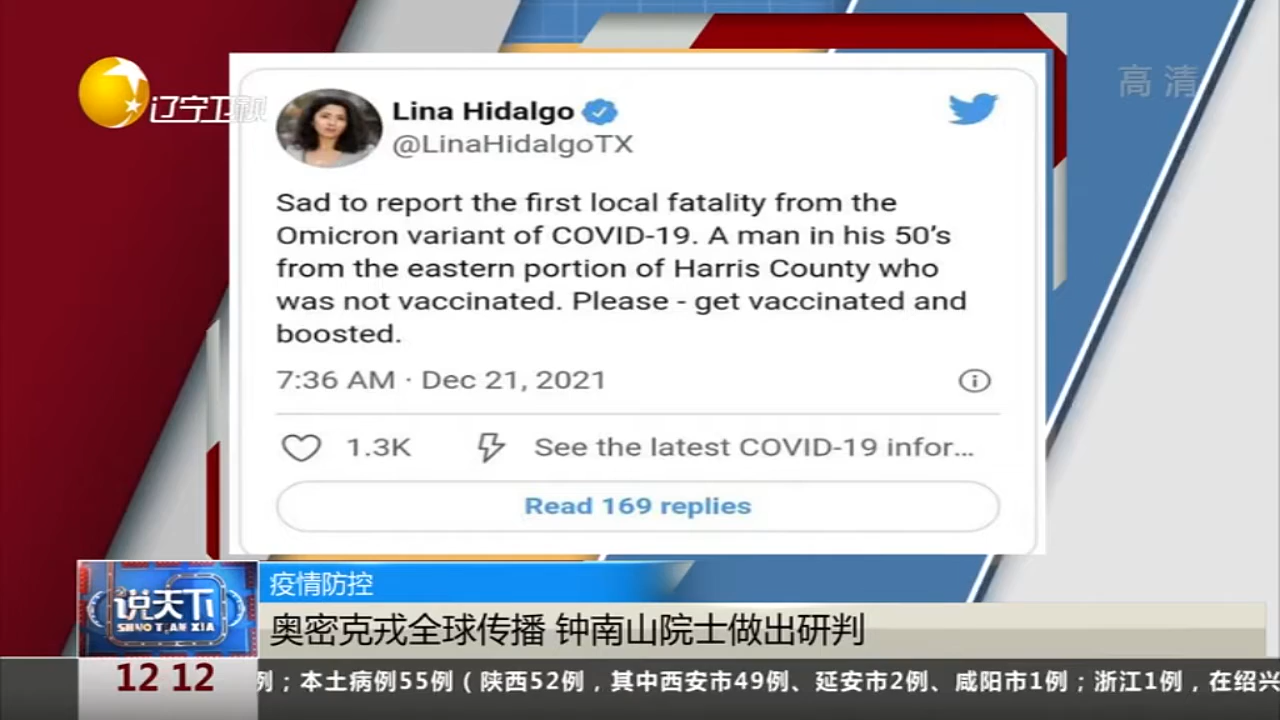 辽宁卫视
高清
Lina Hidalgo
@LinaHidalgoTX
Sad to report the first local fatality from the
Omicron variant of COVID-19. A man in his 50's
from the eastern portion of Harris County who
was not vaccinated. Please - get vaccinated and
boosted.
7:36 AM · Dec 21, 2021
1.3K
See the latest COVID-19 infor...
Read 169 replies
疫情防控
说天下
SHUO TIAN XIA
奥密克戎全球传播 钟南山院士做出研判
12 12
例；本土病例55例（陕西52例，其中西安市49例、延安市2例、咸阳市1例；浙江1例，在绍兴